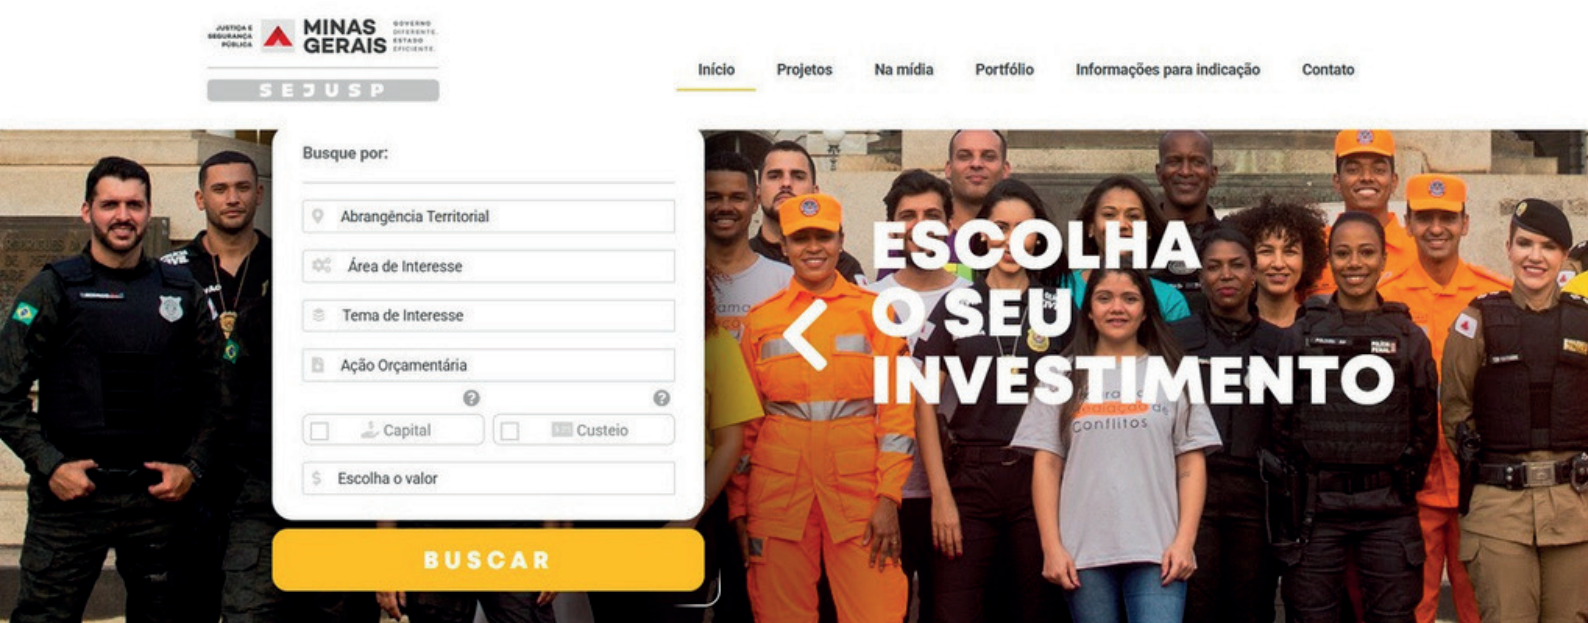 JUSTIÇA E
SEGURANÇA
PÚBLICA
MINAS
GERAIS
GOVERNO
DIFERENTE.
ESTADO
EFICIENTE.
SEJUSP
Início Projetos Na mídia Portfólio Informações para indicação Contato
Busque por:
Abrangência Territorial
Área de Interesse
Tema de Interesse
Ação Orçamentária
Capital Custeio
Escolha o valor
BUSCAR
ESCOLHA
O SEU
INVESTIMENTO
Mediação de
Conflitos